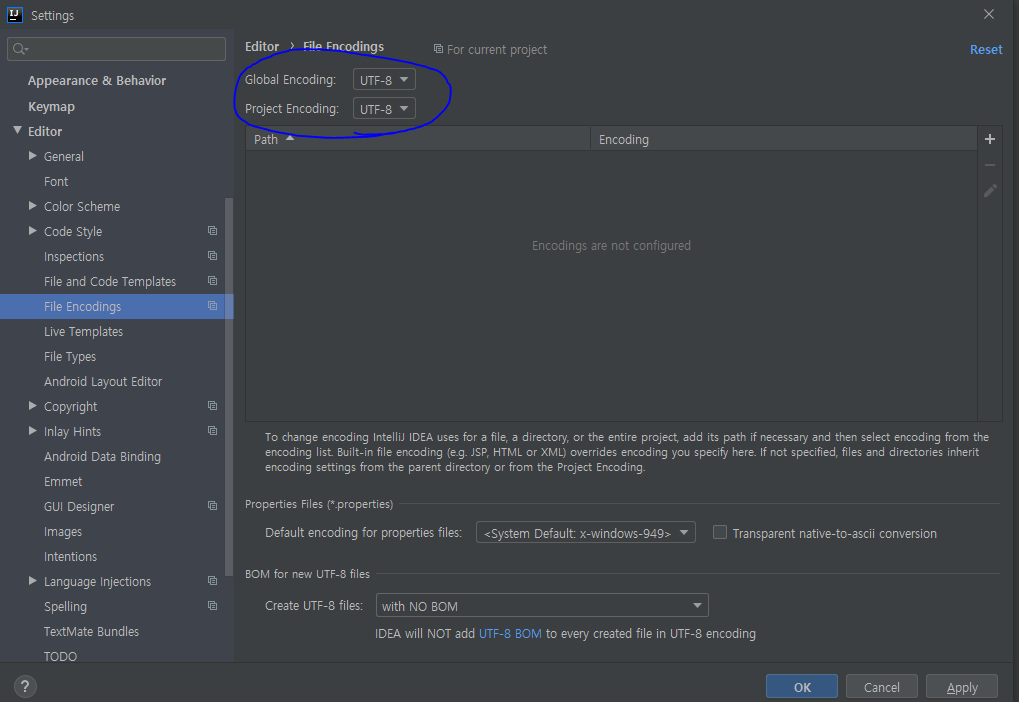 Settings
Appearance & Behavior
Keymap
Editor
General
Font
Color Scheme
Code Style
Inspections
File and Code Templates
File Encodings
Live Templates
File Types
Android Layout Editor
Copyright
Inlay Hints
Android Data Binding
Emmet
GUI Designer
Images
Intentions
Language Injections
Spelling
TextMate Bundles
TODO
Editor › File Encodings For current project Reset
Global Encoding: UTF-8
Project Encoding: UTF-8
Path Encoding
Encodings are not configured
To change encoding IntelliJ IDEA uses for a file, a directory, or the entire project, add its path if necessary and then select encoding from the
encoding list. Built-in file encoding (e.g. JSP, HTML or XML) overrides encoding you specify here. If not specified, files and directories inherit
encoding settings from the parent directory or from the Project Encoding.
Properties Files (*.properties)
Default encoding for properties files: <System Default: x-windows-949> Transparent native-to-ascii conversion
BOM for new UTF-8 files
Create UTF-8 files: with NO BOM
IDEA will NOT add UTF-8 BOM to every created file in UTF-8 encoding
? OK Cancel Apply